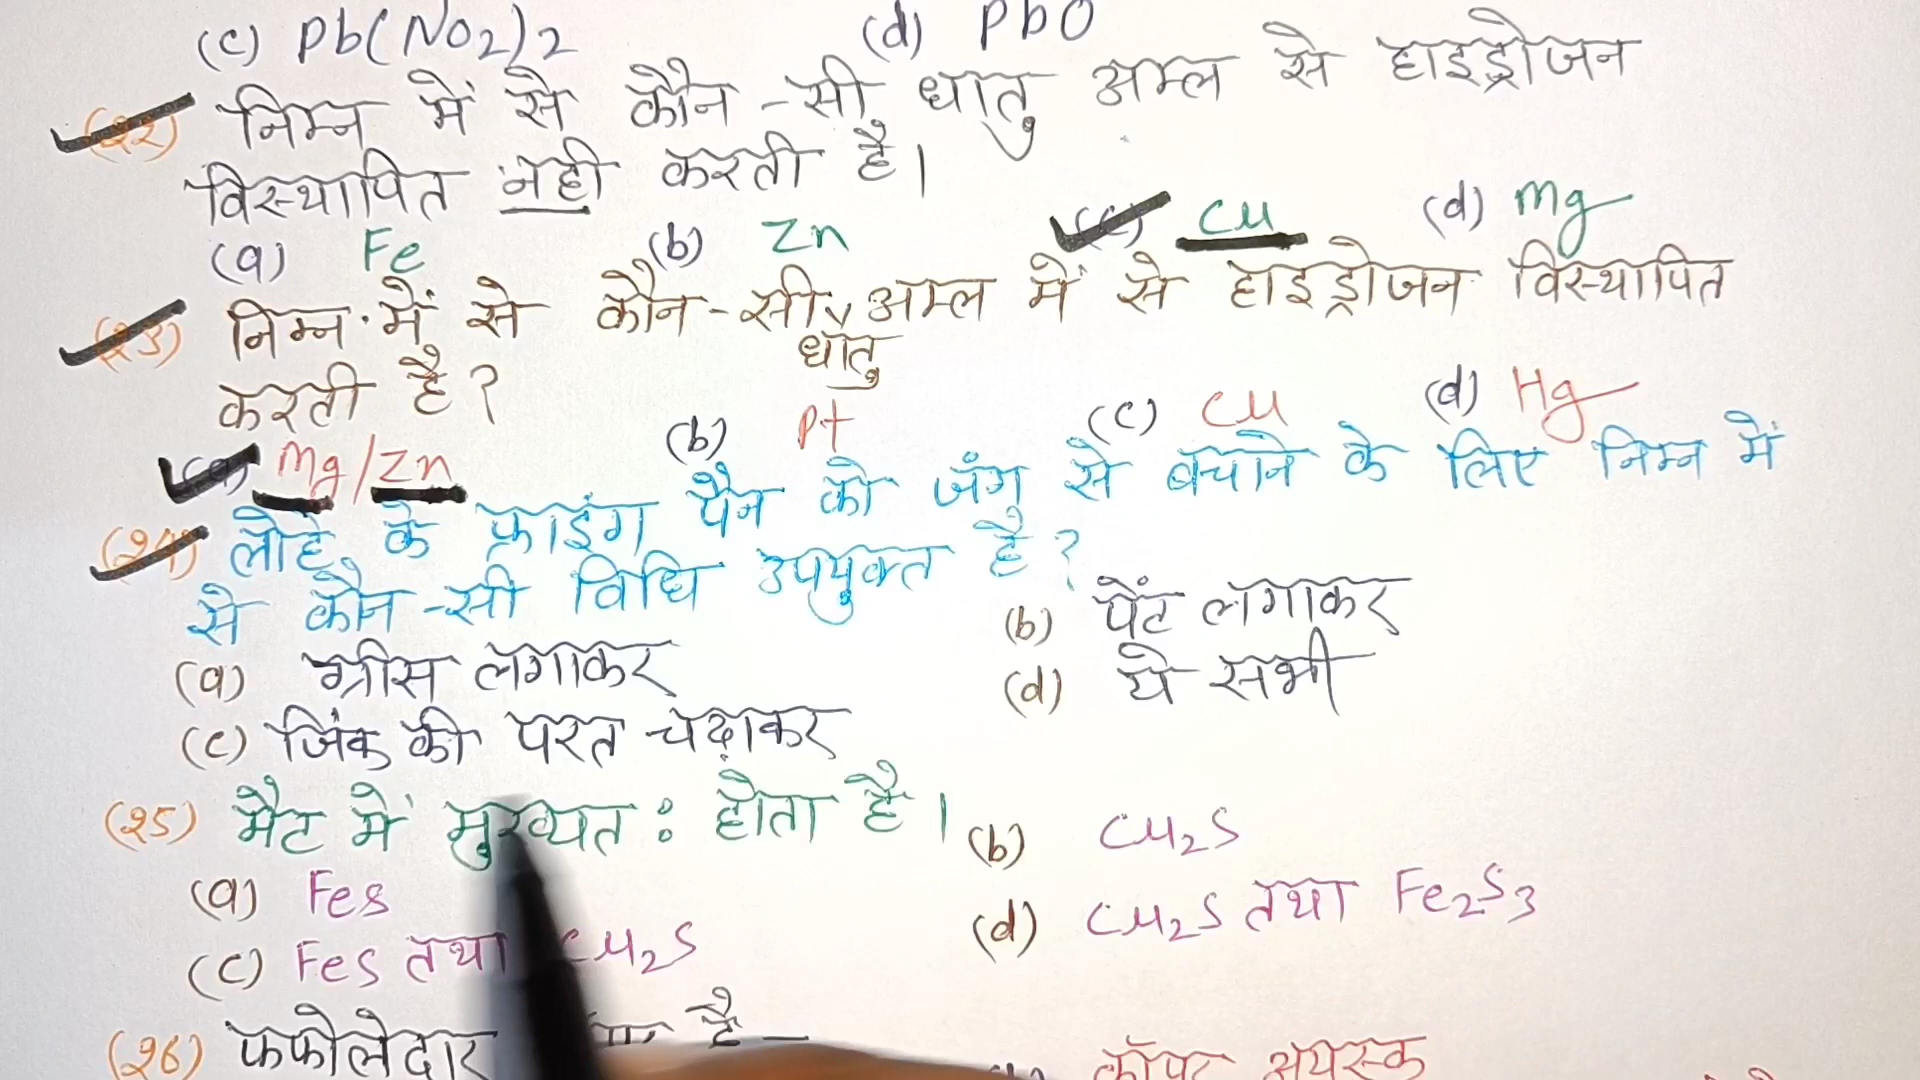 (c) Pb(NO2)2 (d) PbO
(22) निम्न में से कौन-सी धातु अम्ल से हाइड्रोजन
विस्थापित नही करती है।
(a) Fe (b) Zn (c) Cu (d) Mg
(23) निम्न में से कौन-सी धातु अम्ल में से हाइड्रोजन विस्थापित
करती है?
(a) Mg/Zn (b) Pt (c) Cu (d) Hg
(24) लोहे के फ्राइंग पैन को जंग से बचाने के लिए निम्न में
से कौन-सी विधि उपयुक्त है?
(a) ग्रीस लगाकर (b) पेंट लगाकर
(c) जिंक की परत चढ़ाकर (d) ये सभी
(25) मैट में मुख्यत: होता है।
(a) FeS (b) Cu2S
(c) FeS तथा Cu2S (d) Cu2S तथा Fe2S3
(26) फफोलेदार है—
कॉपर अयस्क